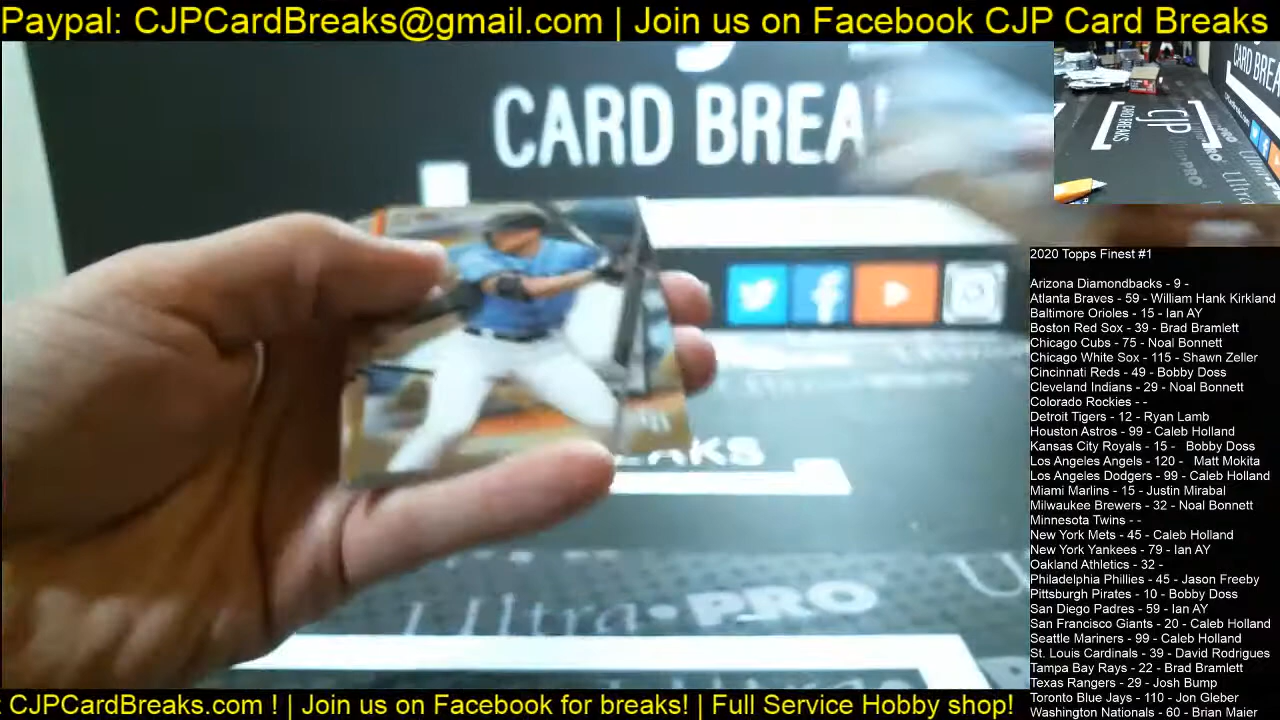 Paypal: CJPCardBreaks@gmail.com | Join us on Facebook CJP Card Breaks
CARD BREA
Ultra•PRO
2020 Topps Finest #1
Arizona Diamondbacks - 9 -
Atlanta Braves - 59 - William Hank Kirkland
Baltimore Orioles - 15 - Ian AY
Boston Red Sox - 39 - Brad Bramlett
Chicago Cubs - 75 - Noal Bonnett
Chicago White Sox - 115 - Shawn Zeller
Cincinnati Reds - 49 - Bobby Doss
Cleveland Indians - 29 - Noal Bonnett
Colorado Rockies - -
Detroit Tigers - 12 - Ryan Lamb
Houston Astros - 99 - Caleb Holland
Kansas City Royals - 15 - Bobby Doss
Los Angeles Angels - 120 - Matt Mokita
Los Angeles Dodgers - 99 - Caleb Holland
Miami Marlins - 15 - Justin Mirabal
Milwaukee Brewers - 32 - Noal Bonnett
Minnesota Twins - -
New York Mets - 45 - Caleb Holland
New York Yankees - 79 - Ian AY
Oakland Athletics - 32 -
Philadelphia Phillies - 45 - Jason Freeby
Pittsburgh Pirates - 10 - Bobby Doss
San Diego Padres - 59 - Ian AY
San Francisco Giants - 20 - Caleb Holland
Seattle Mariners - 99 - Caleb Holland
St. Louis Cardinals - 39 - David Rodrigues
Tampa Bay Rays - 22 - Brad Bramlett
Texas Rangers - 29 - Josh Bump
Toronto Blue Jays - 110 - Jon Gleber
Washington Nationals - 60 - Brian Maier
CJPCardBreaks.com ! | Join us on Facebook for breaks! | Full Service Hobby shop!